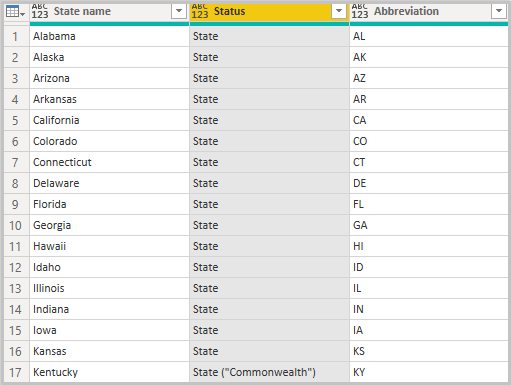 ABC 123 State name ABC 123 Status ABC 123 Abbreviation
1 Alabama State AL
2 Alaska State AK
3 Arizona State AZ
4 Arkansas State AR
5 California State CA
6 Colorado State CO
7 Connecticut State CT
8 Delaware State DE
9 Florida State FL
10 Georgia State GA
11 Hawaii State HI
12 Idaho State ID
13 Illinois State IL
14 Indiana State IN
15 Iowa State IA
16 Kansas State KS
17 Kentucky State ("Commonwealth") KY